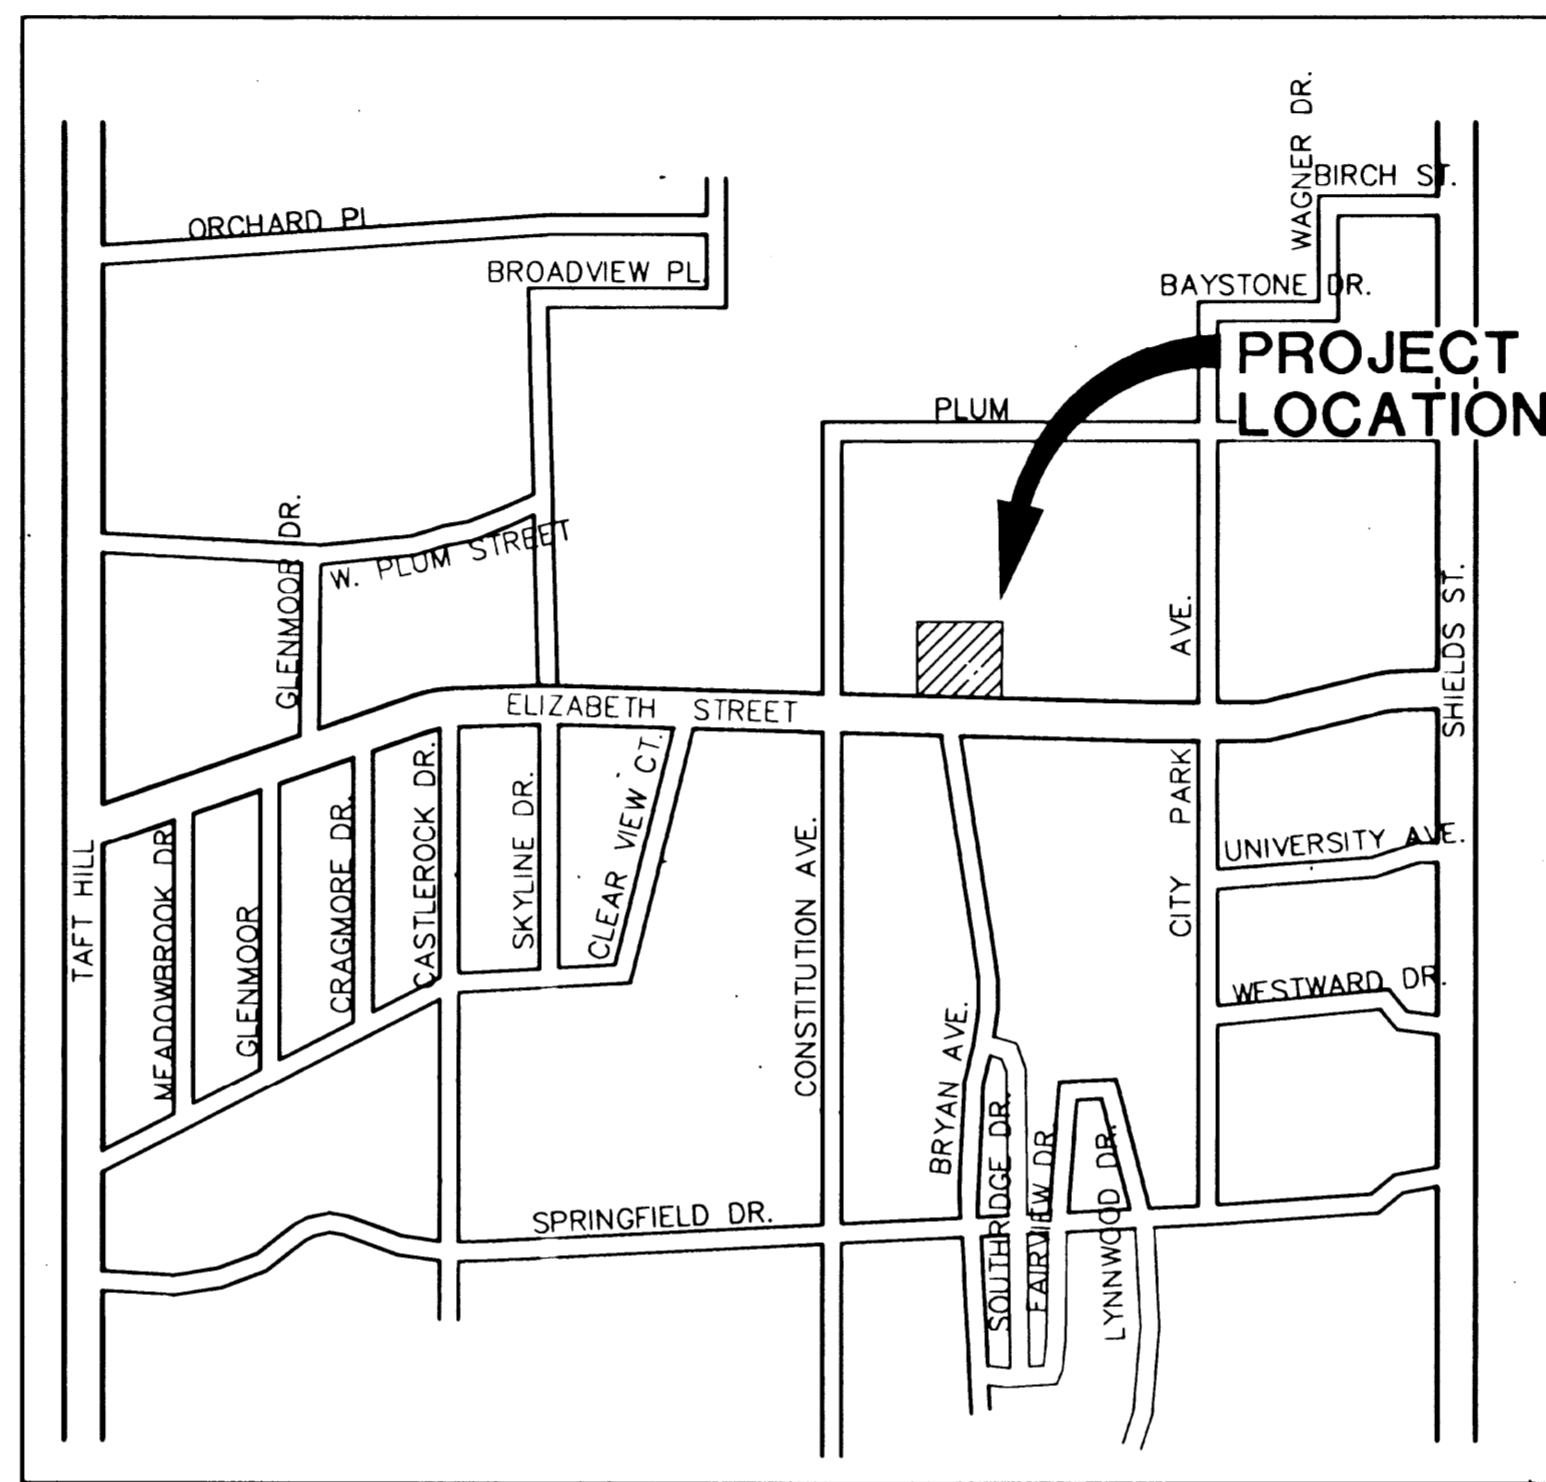 WAGNER DR.
BIRCH ST.
ORCHARD PL
BROADVIEW PL.
BAYSTONE DR.
PROJECT
LOCATION
PLUM
GLENMOOR DR.
W. PLUM STREET
SHIELDS ST.
ELIZABETH STREET
CITY PARK AVE.
TAFT HILL
MEADOWBROOK DR.
GLENMOOR
CRAGMORE DR.
CASTLEROCK DR.
SKYLINE DR.
CLEAR VIEW CT.
CONSTITUTION AVE.
UNIVERSITY AVE.
WESTWARD DR.
BRYAN AVE.
SOUTHRIDGE DR.
FAIRVIEW DR.
LYNNWOOD DR.
SPRINGFIELD DR.